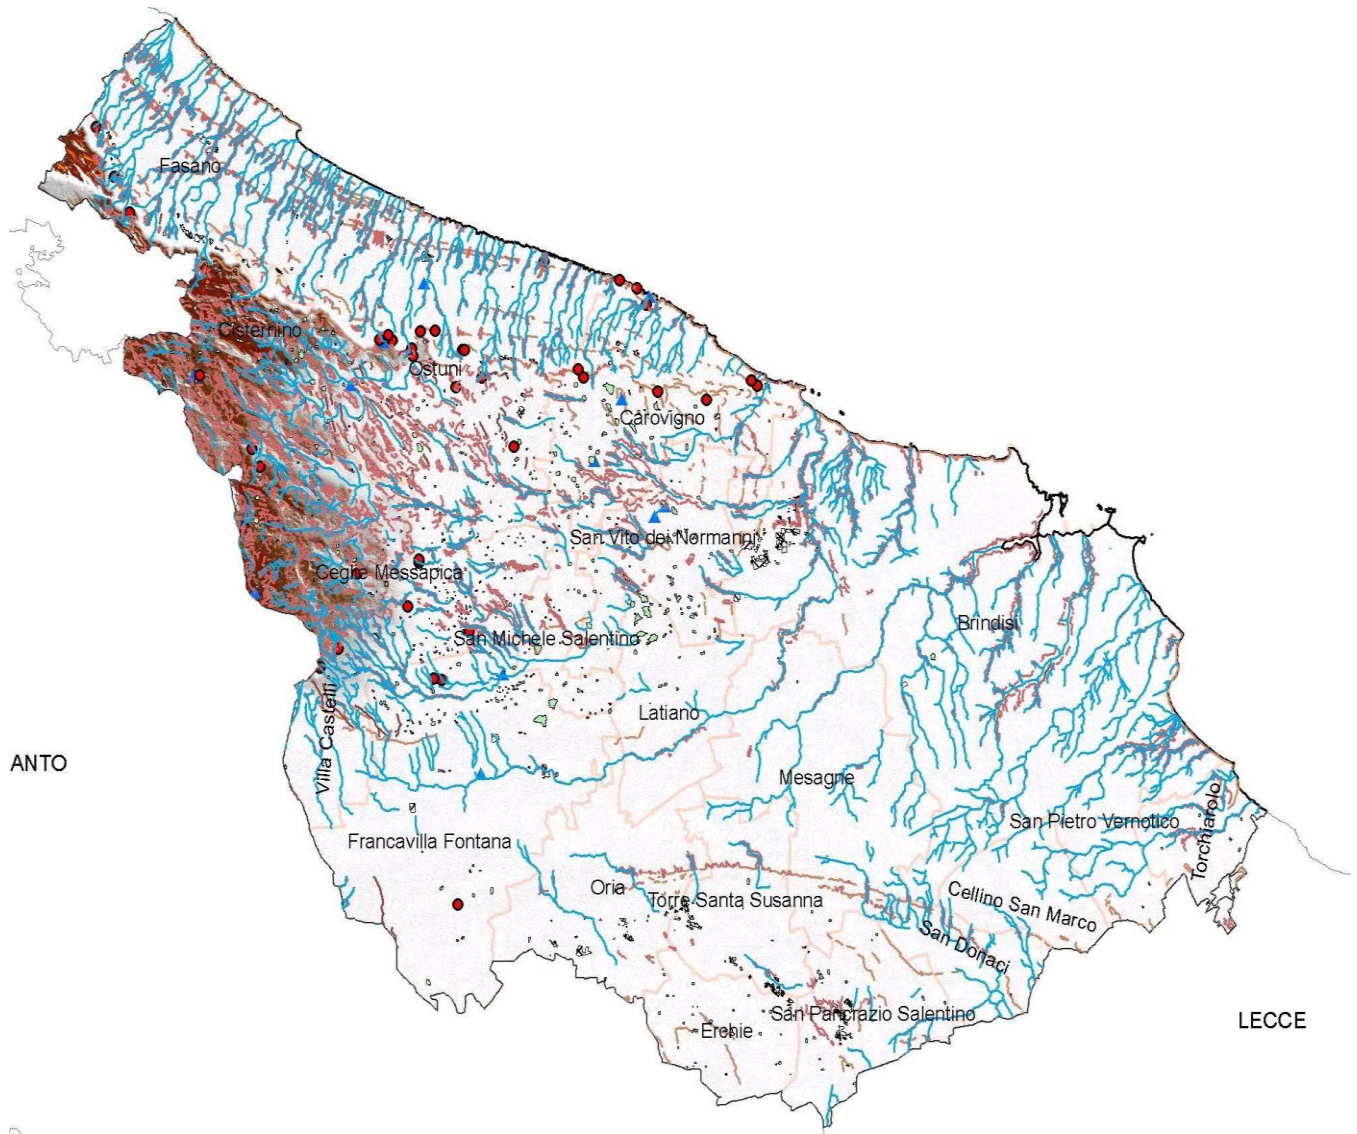 Fasano
Cisternino
Ostuni
Carovigno
San Vito dei Normanni
Ceglie Messapica
Brindisi
San Michele Salentino
Villa Castelli
Latiano
ANTO
Mesagne
San Pietro Vernotico
Torchiarolo
Francavilla Fontana
Oria
Torre Santa Susanna
Cellino San Marco
San Donaci
San Pancrazio Salentino
Erchie
LECCE